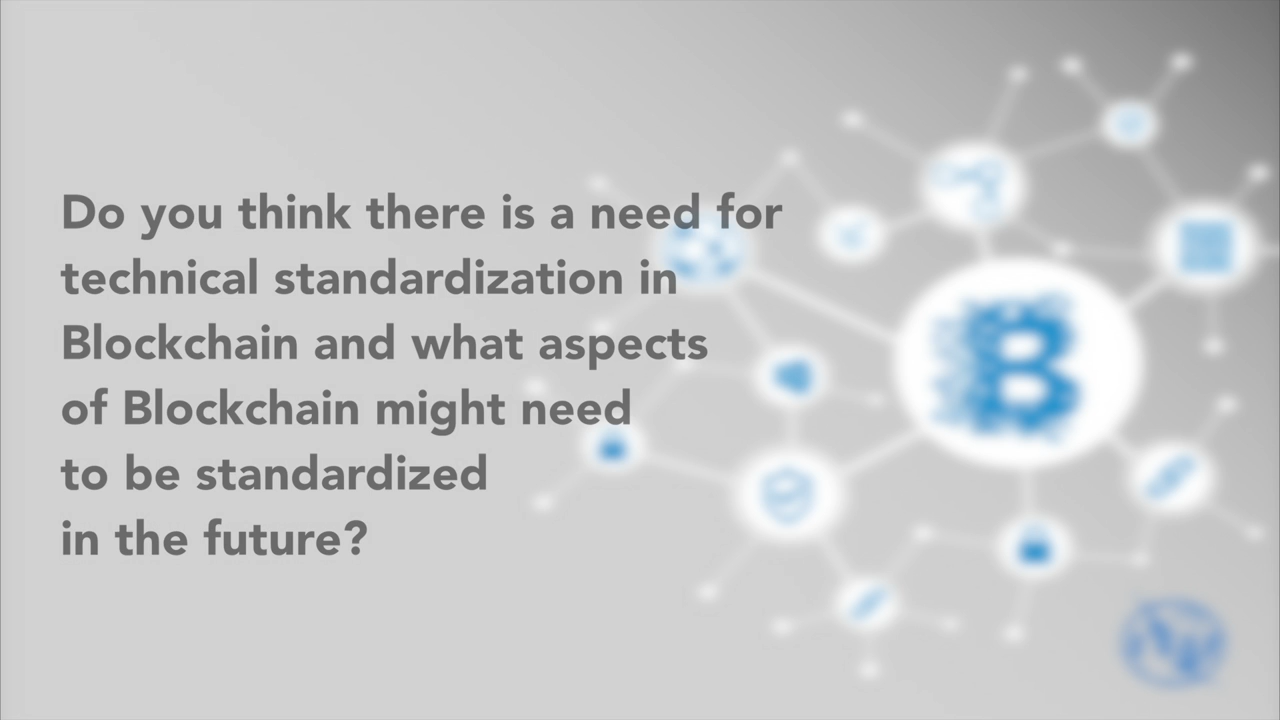 Do you think there is a need for
technical standardization in
Blockchain and what aspects
of Blockchain might need
to be standardized
in the future?